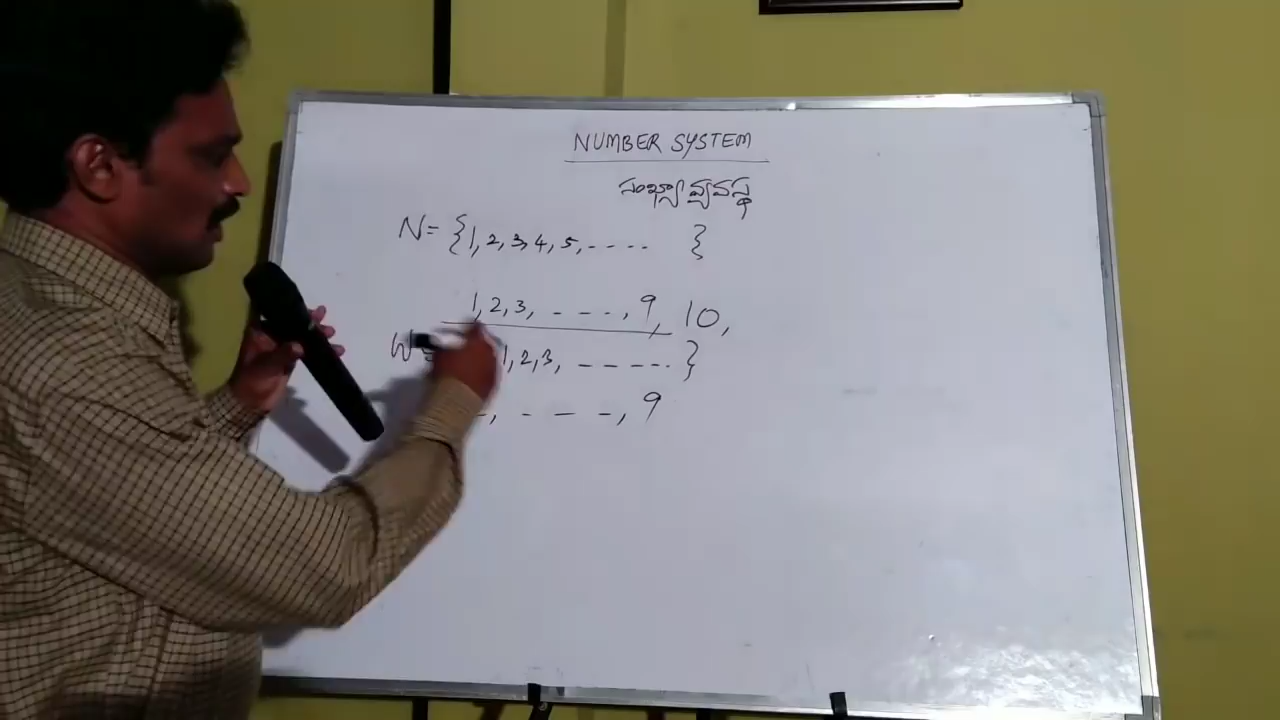 NUMBER SYSTEM
సంఖ్యా వ్యవస్థ
N= {1, 2, 3, 4, 5, - - - - }
1, 2, 3, - - - - , 9, 10,
W= 1, 2, 3, - - - - - }
-, - - -, 9